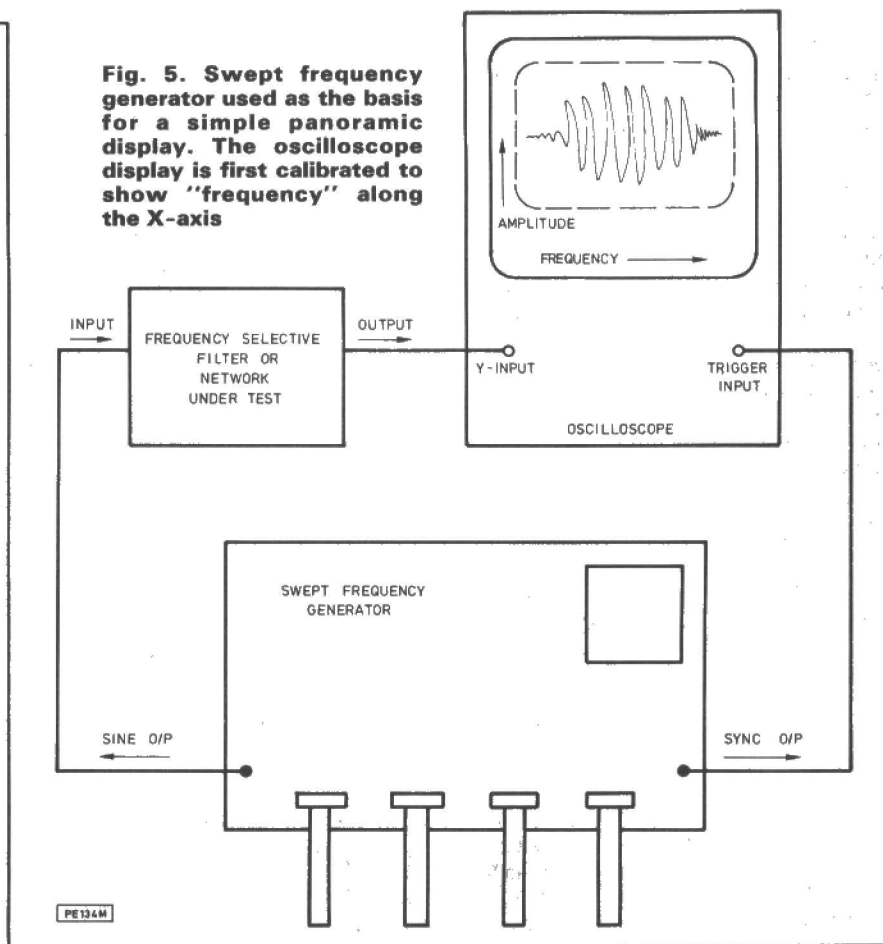 Fig. 5. Swept frequency
generator used as the basis
for a simple panoramic
display. The oscilloscope
display is first calibrated to
show "frequency" along
the X-axis
AMPLITUDE
FREQUENCY
INPUT
FREQUENCY SELECTIVE
FILTER OR
NETWORK
UNDER TEST
OUTPUT
Y-INPUT
TRIGGER
INPUT
OSCILLOSCOPE
SWEPT FREQUENCY
GENERATOR
SINE O/P
SYNC O/P
PE134M